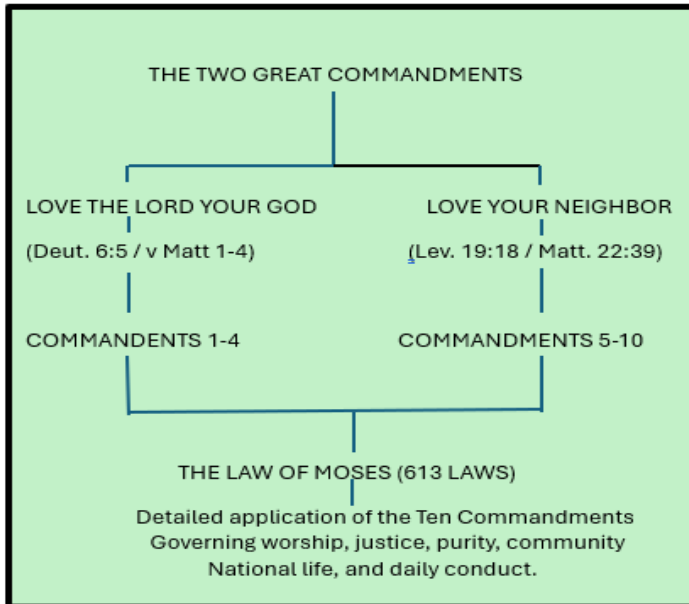 THE TWO GREAT COMMANDMENTS
LOVE THE LORD YOUR GOD
LOVE YOUR NEIGHBOR
(Deut. 6:5 / v Matt 1-4)
(Lev. 19:18 / Matt. 22:39)
COMMANDENTS 1-4
COMMANDMENTS 5-10
THE LAW OF MOSES (613 LAWS)
Detailed application of the Ten Commandments
Governing worship, justice, purity, community
National life, and daily conduct.